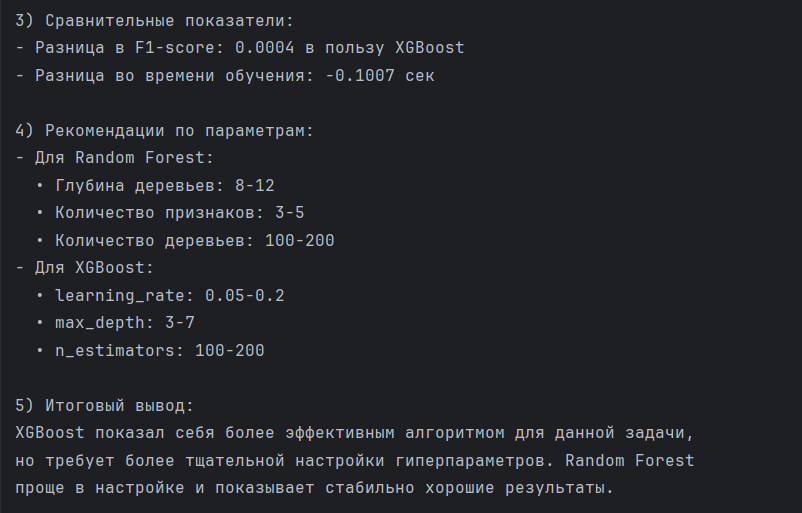 3) Сравнительные показатели:
- Разница в F1-score: 0.0004 в пользу XGBoost
- Разница во времени обучения: -0.1007 сек
4) Рекомендации по параметрам:
- Для Random Forest:
• Глубина деревьев: 8-12
• Количество признаков: 3-5
• Количество деревьев: 100-200
- Для XGBoost:
• learning_rate: 0.05-0.2
• max_depth: 3-7
• n_estimators: 100-200
5) Итоговый вывод:
XGBoost показал себя более эффективным алгоритмом для данной задачи,
но требует более тщательной настройки гиперпараметров. Random Forest
проще в настройке и показывает стабильно хорошие результаты.